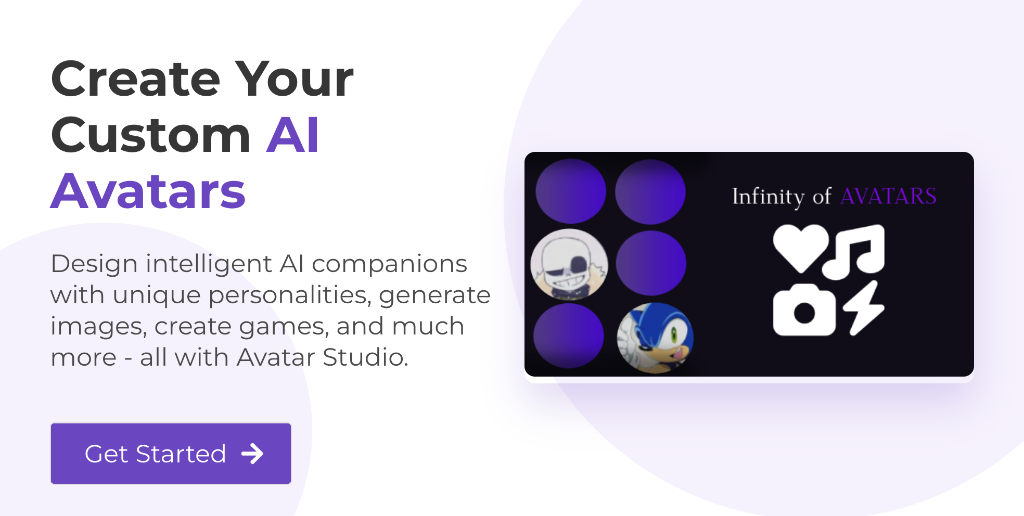 Create Your
Custom AI
Avatars
Design intelligent AI companions
with unique personalities, generate
images, create games, and much
more - all with Avatar Studio.
Get Started
Infinity of AVATARS